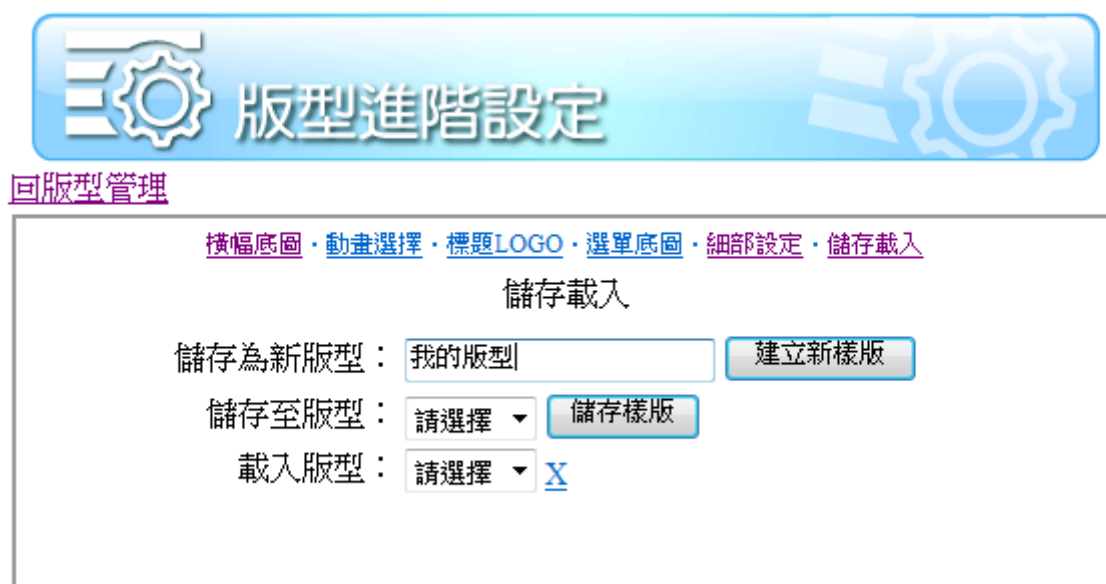 版型進階設定
回版型管理
橫幅底圖・動畫選擇・標題LOGO・選單底圖・細部設定・儲存載入
儲存載入
儲存為新版型： 我的版型 建立新樣版
儲存至版型： 請選擇 儲存樣版
載入版型： 請選擇 X